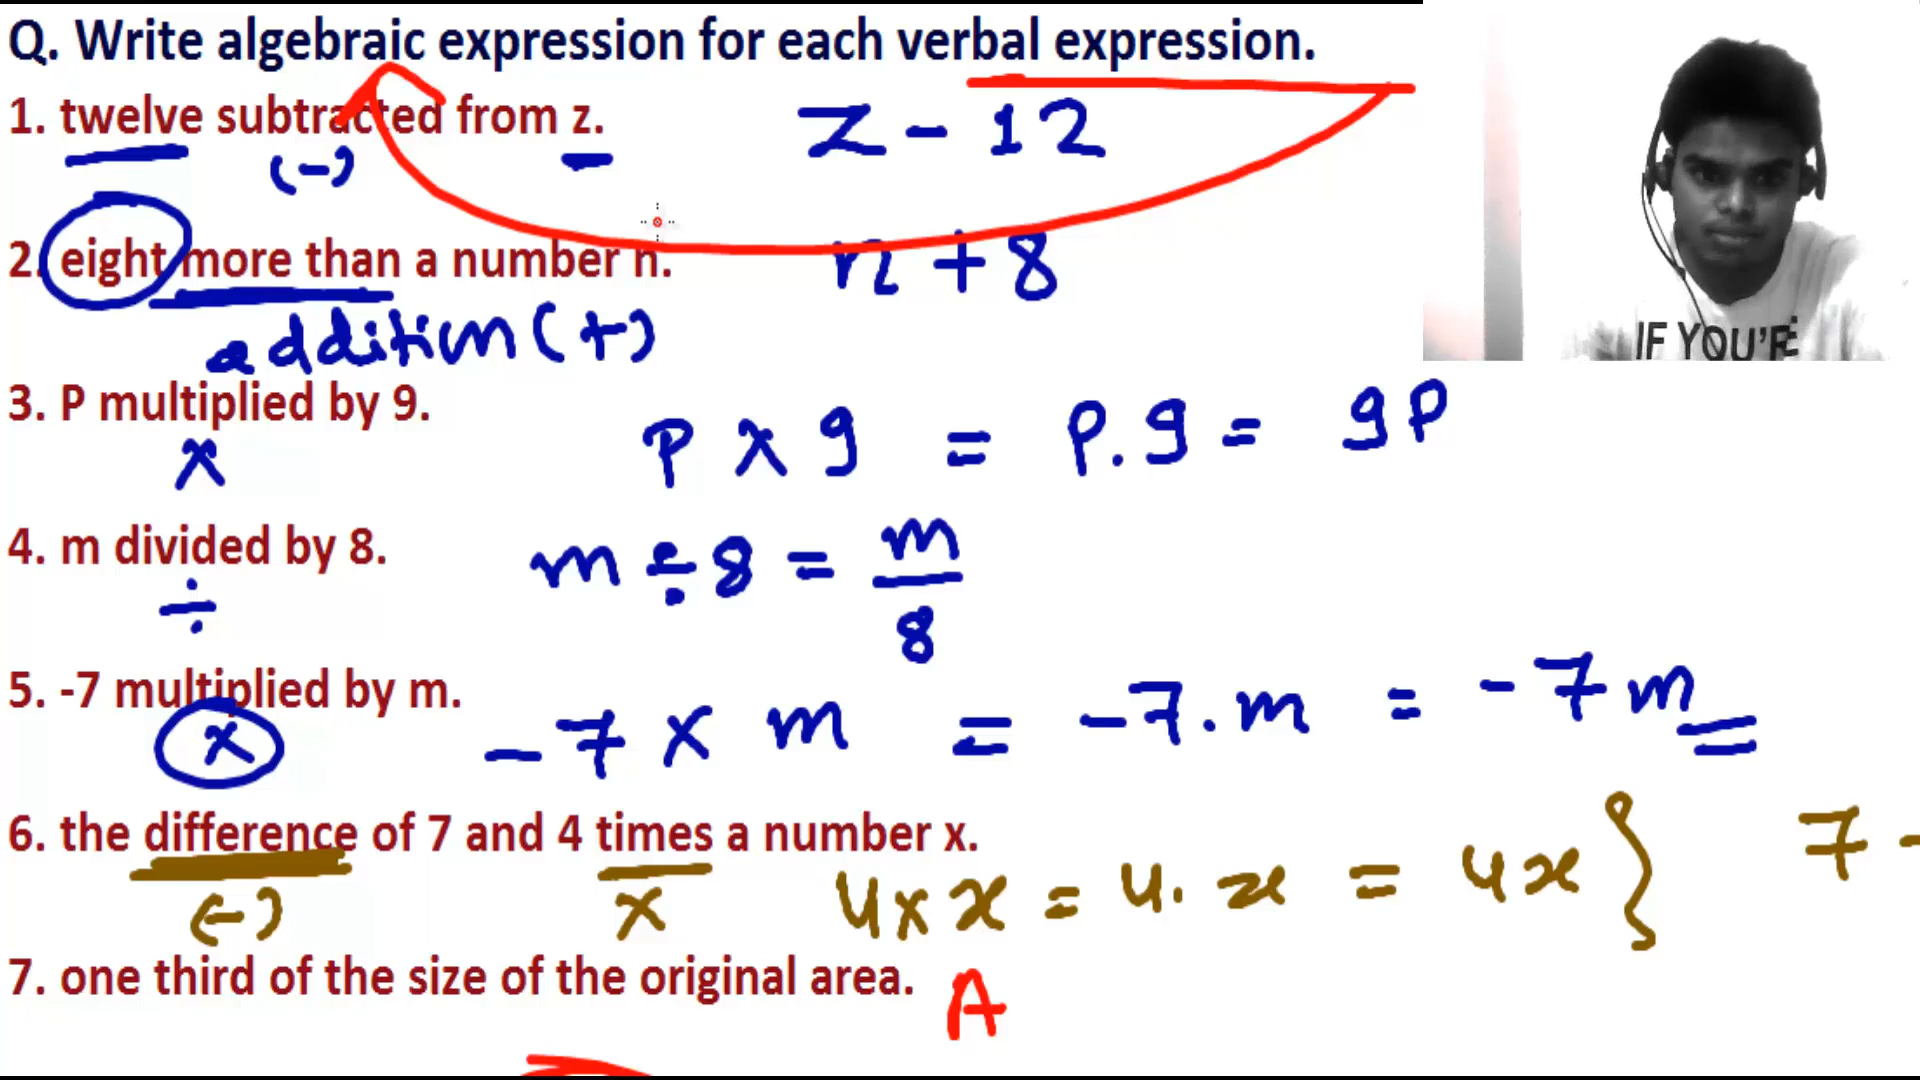 Q. Write algebraic expression for each verbal expression.
1. twelve subtracted from z. z - 12
(-)
2. eight more than a number n. n + 8
addition (+)
3. P multiplied by 9. P x 9 = P. 9 = 9P
x
4. m divided by 8. m ÷ 8 = m/8
÷
5. -7 multiplied by m. -7 x m = -7. m = -7m
x
6. the difference of 7 and 4 times a number x. 4 x x = 4. x = 4x } 7 -
(-) x
7. one third of the size of the original area. A
IF YOU'RE